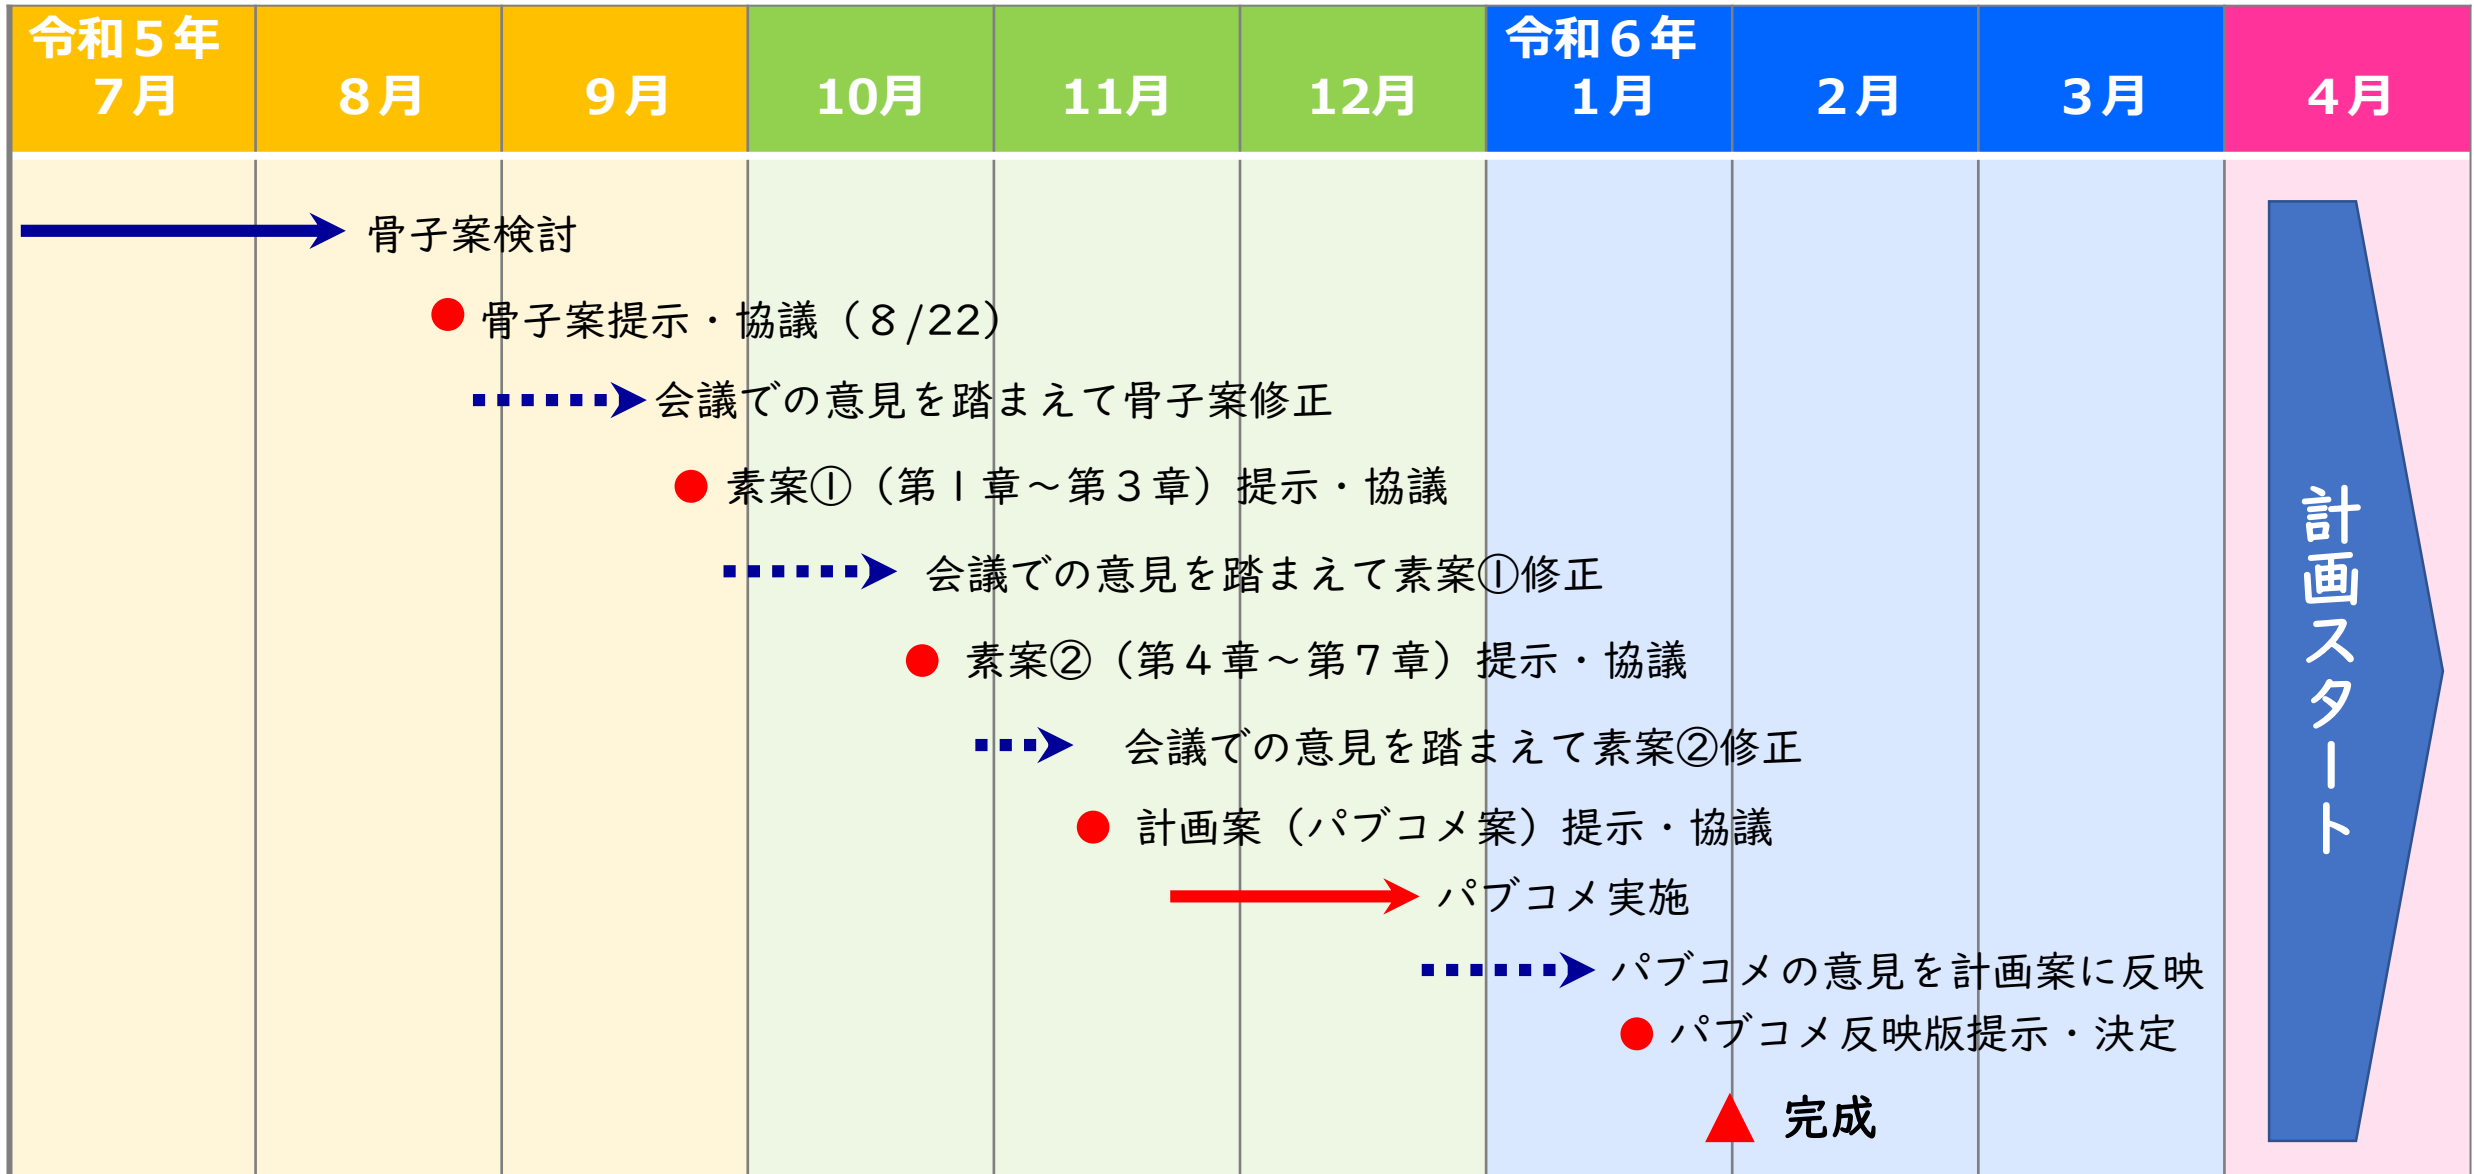 令和５年
７月
８月
９月
10月
11月
12月
令和６年
１月
２月
３月
４月
骨子案検討
骨子案提示・協議（８/22）
会議での意見を踏まえて骨子案修正
素案①（第１章～第３章）提示・協議
会議での意見を踏まえて素案①修正
素案②（第４章～第７章）提示・協議
会議での意見を踏まえて素案②修正
計画案（パブコメ案）提示・協議
パブコメ実施
パブコメの意見を計画案に反映
パブコメ反映版提示・決定
完成
計画スタート